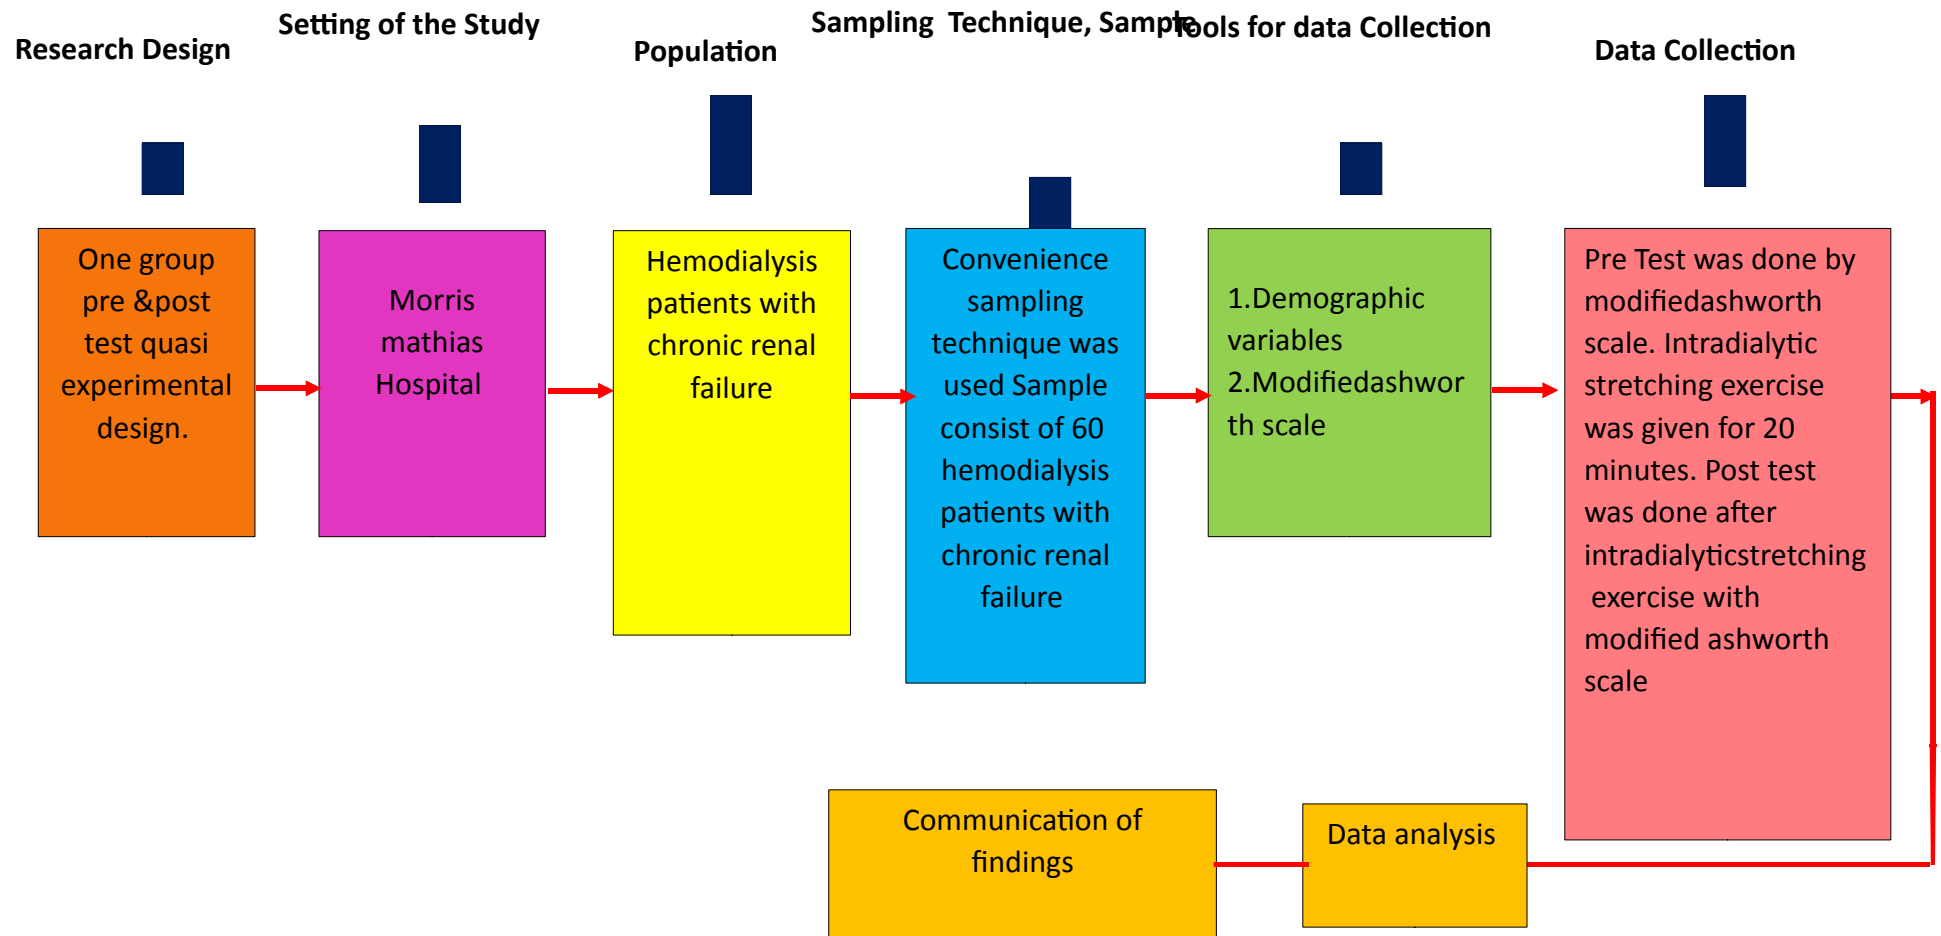 Research Design
Setting of the Study
Population
Sampling  Technique, Sample
Tools for data Collection
Data Collection
One group
pre &post
test quasi
experimental
design.
Morris
mathias
Hospital
Hemodialysis
patients with
chronic renal
failure
Convenience
sampling
technique was
used Sample
consist of 60
hemodialysis
patients with
chronic renal
failure
1.Demographic
variables
2.Modifiedashwor
th scale
Pre Test was done by
modifiedashworth
scale. Intradialytic
stretching exercise
was given for 20
minutes. Post test
was done after
intradialyticstretching
exercise with
modified ashworth
scale
Communication of
findings
Data analysis